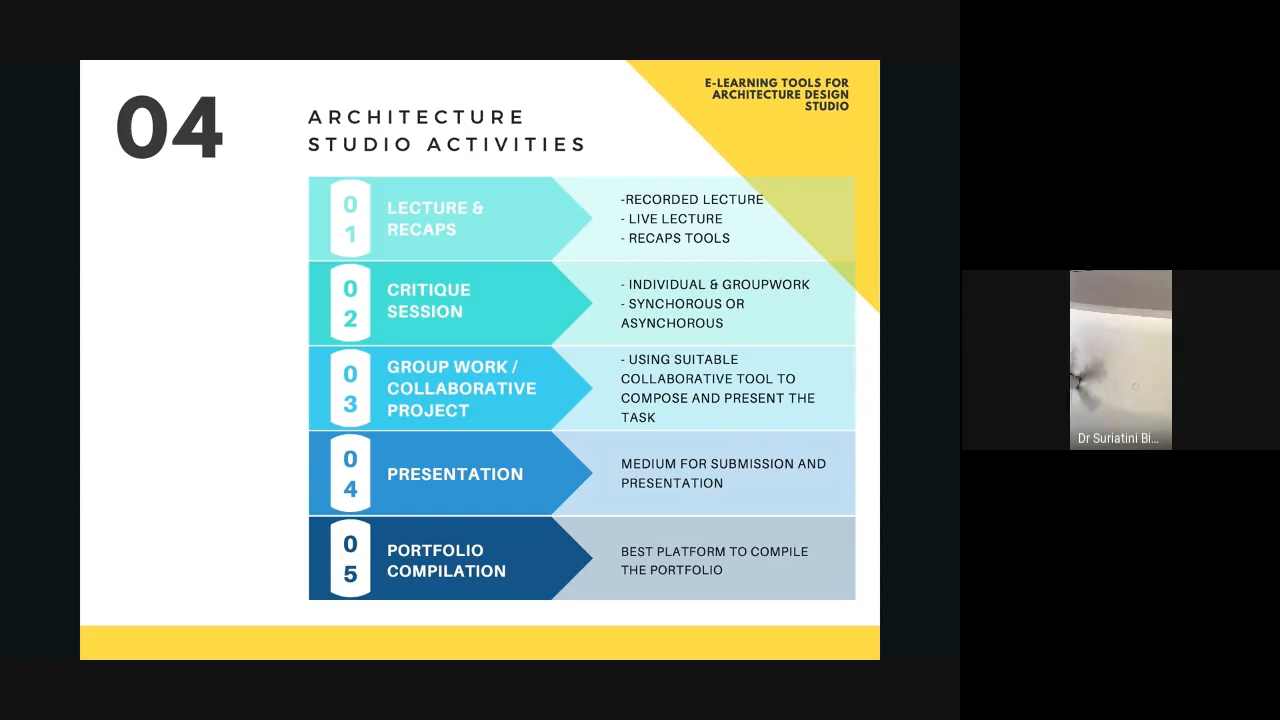 04
ARCHITECTURE
STUDIO ACTIVITIES
E-LEARNING TOOLS FOR
ARCHITECTURE DESIGN
STUDIO
01
LECTURE &
RECAPS
-RECORDED LECTURE
- LIVE LECTURE
- RECAPS TOOLS
02
CRITIQUE
SESSION
- INDIVIDUAL & GROUPWORK
- SYNCHOROUS OR
ASYNCHOROUS
03
GROUP WORK /
COLLABORATIVE
PROJECT
- USING SUITABLE
COLLABORATIVE TOOL TO
COMPOSE AND PRESENT THE
TASK
04
PRESENTATION
MEDIUM FOR SUBMISSION AND
PRESENTATION
05
PORTFOLIO
COMPILATION
BEST PLATFORM TO COMPILE
THE PORTFOLIO
Dr Suriatini Bi...